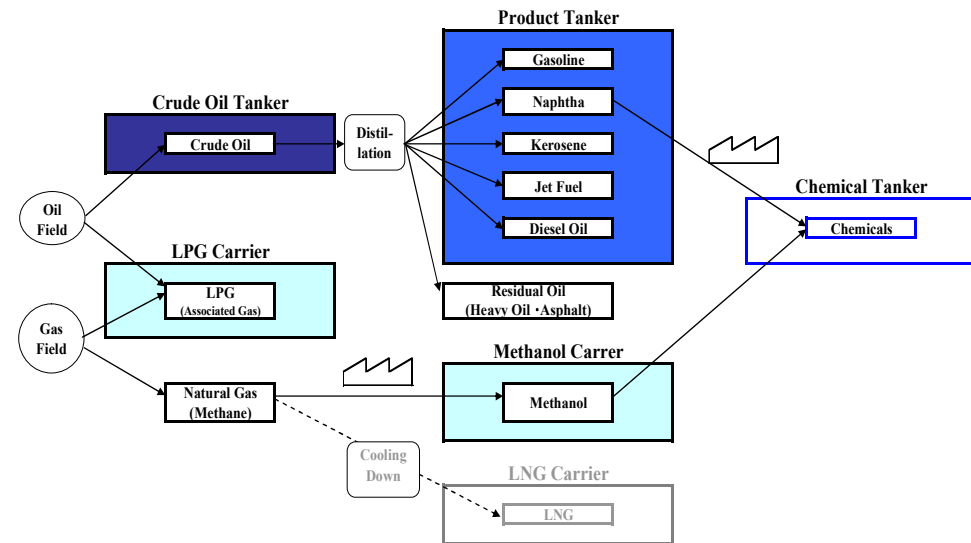 Product Tanker
Gasoline
Naphtha
Kerosene
Jet Fuel
Diesel Oil
Crude Oil Tanker
Crude Oil
Distil-
lation
Chemical Tanker
Chemicals
Oil
Field
LPG Carrier
LPG
(Associated Gas)
Residual Oil
(Heavy Oil・Asphalt)
Gas
Field
Methanol Carrer
Methanol
Natural Gas
(Methane)
Cooling
Down
LNG Carrier
LNG